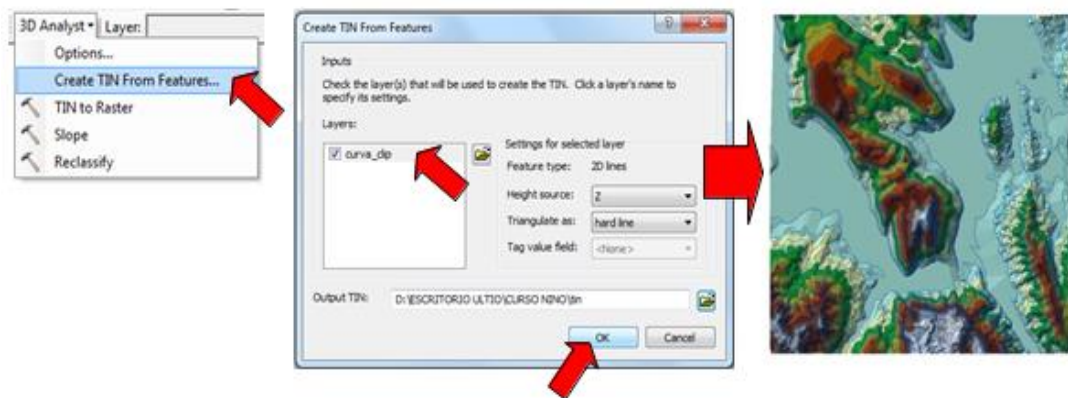 3D Analyst ▾ Layer:
Options...
Create TIN From Features...
TIN to Raster
Slope
Reclassify
Create TIN From Features
Inputs
Check the layer(s) that will be used to create the TIN. Click a layer's name to
specify its settings.
Layers:
curva_clip
Settings for selected layer
Feature type: 2D lines
Height source: Z
Triangulate as: hard line
Tag value field: <None>
Output TIN: D:\ESCRITORIO ULTIO\CURSO NINO\tin
OK Cancel